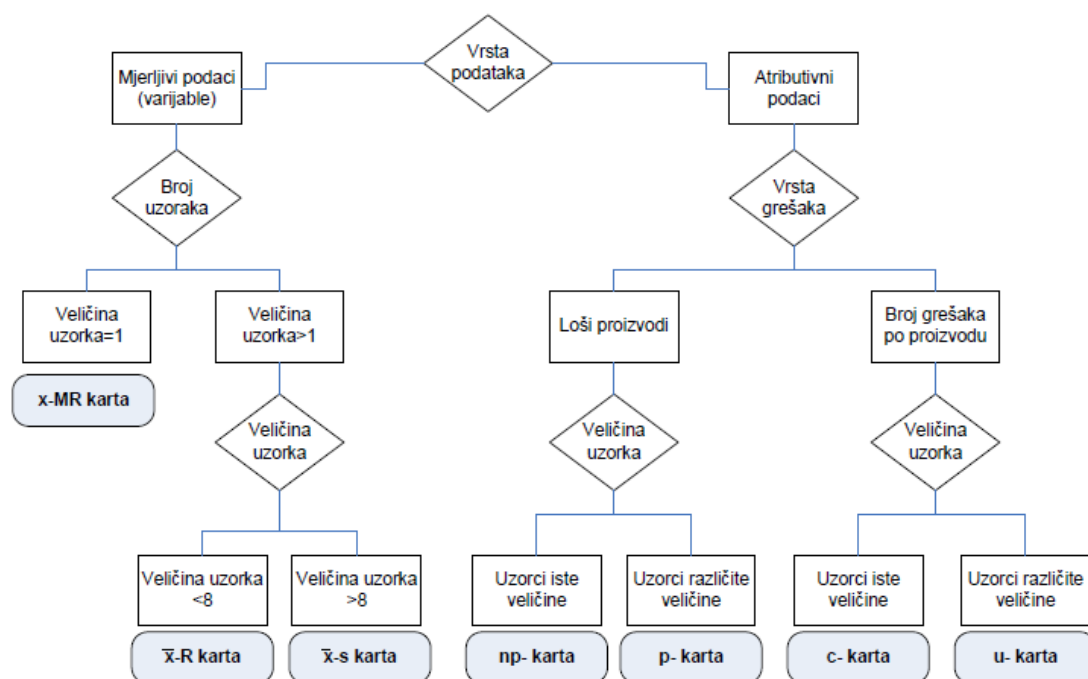 Vrsta
podataka
Mjerljivi podaci
(varijable)
Atributivni
podaci
Broj
uzoraka
Vrsta
grešaka
Veličina
uzorka=1
Veličina
uzorka>1
Loši proizvodi
Broj grešaka
po proizvodu
x-MR karta
Veličina
uzorka
Veličina
uzorka
Veličina
uzorka
Veličina uzorka
<8
Veličina uzorka
>8
Uzorci iste
veličine
Uzorci različite
veličine
Uzorci iste
veličine
Uzorci različite
veličine
x̅-R karta
x̅-s karta
np- karta
p- karta
c- karta
u- karta